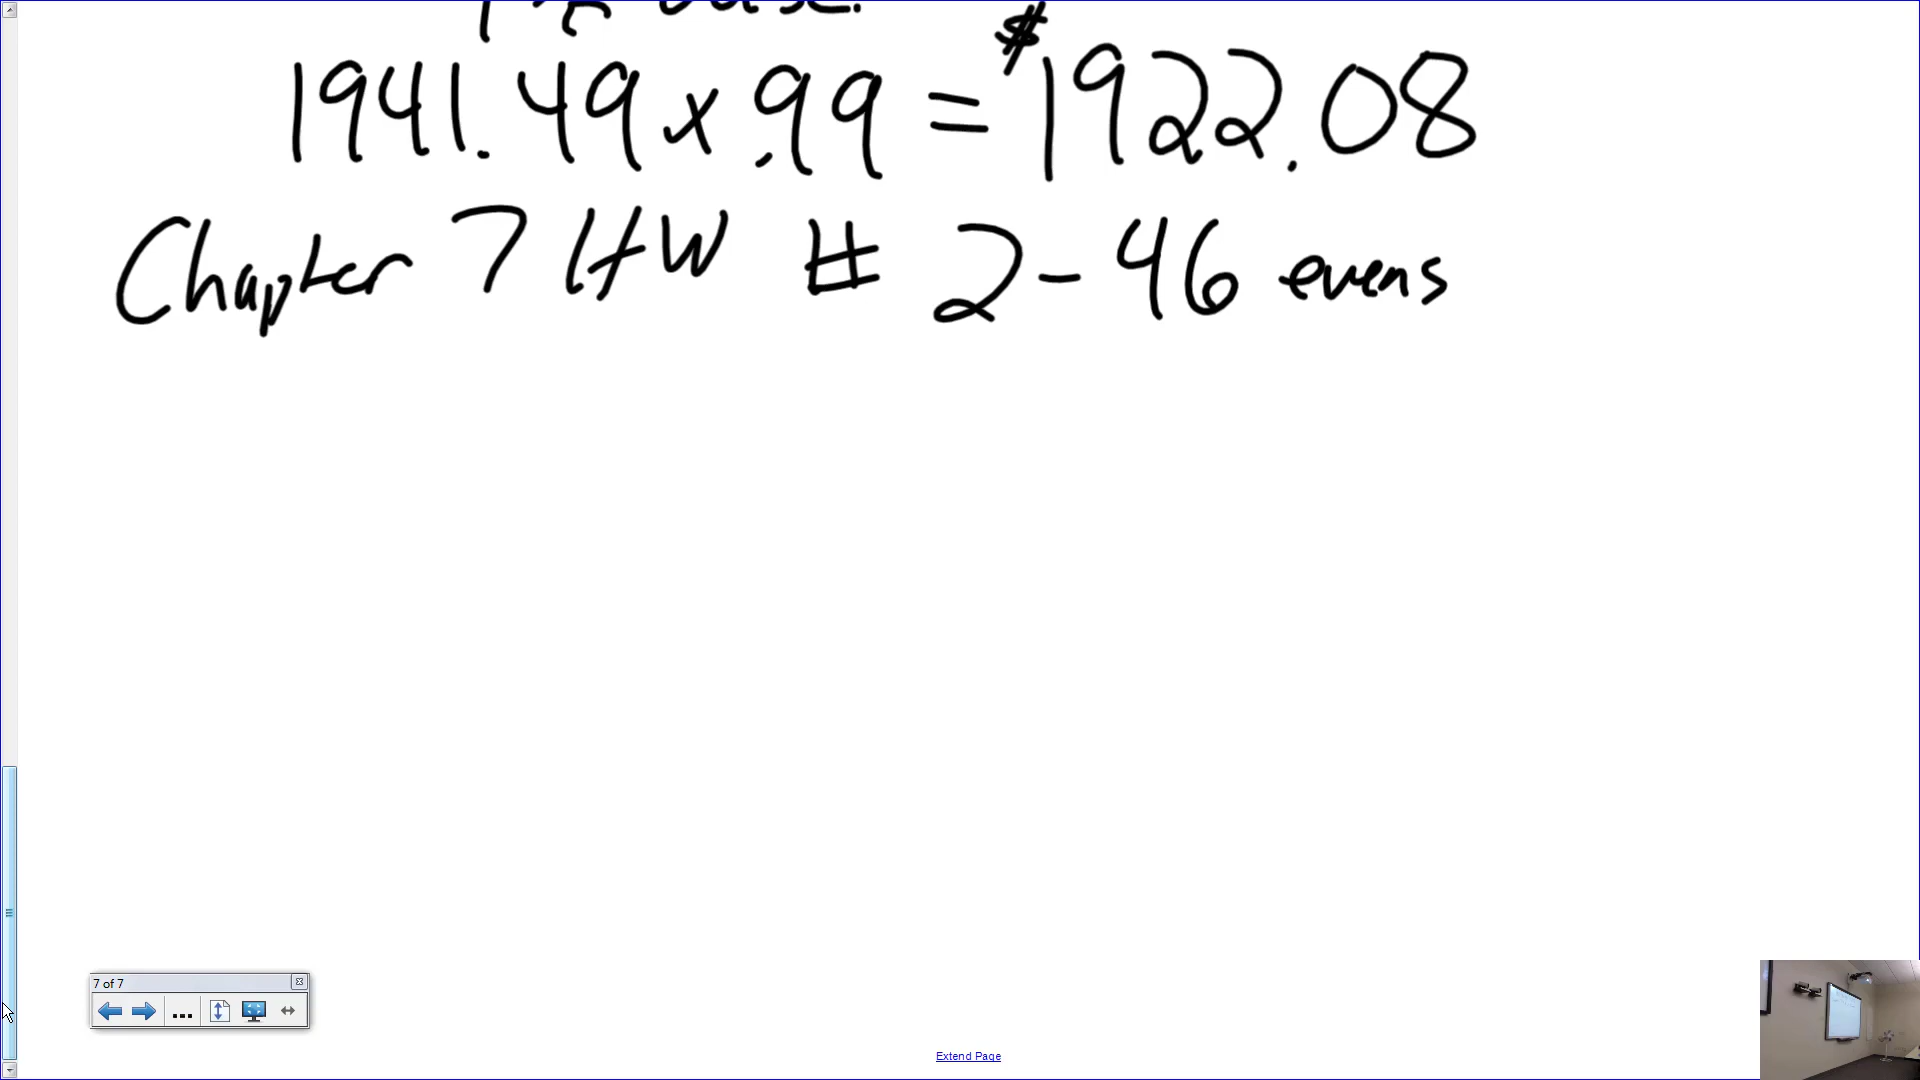 1941.49 x .99 = $1922.08
Chapter 7 HW # 2-46 evens
7 of 7
...
Extend Page